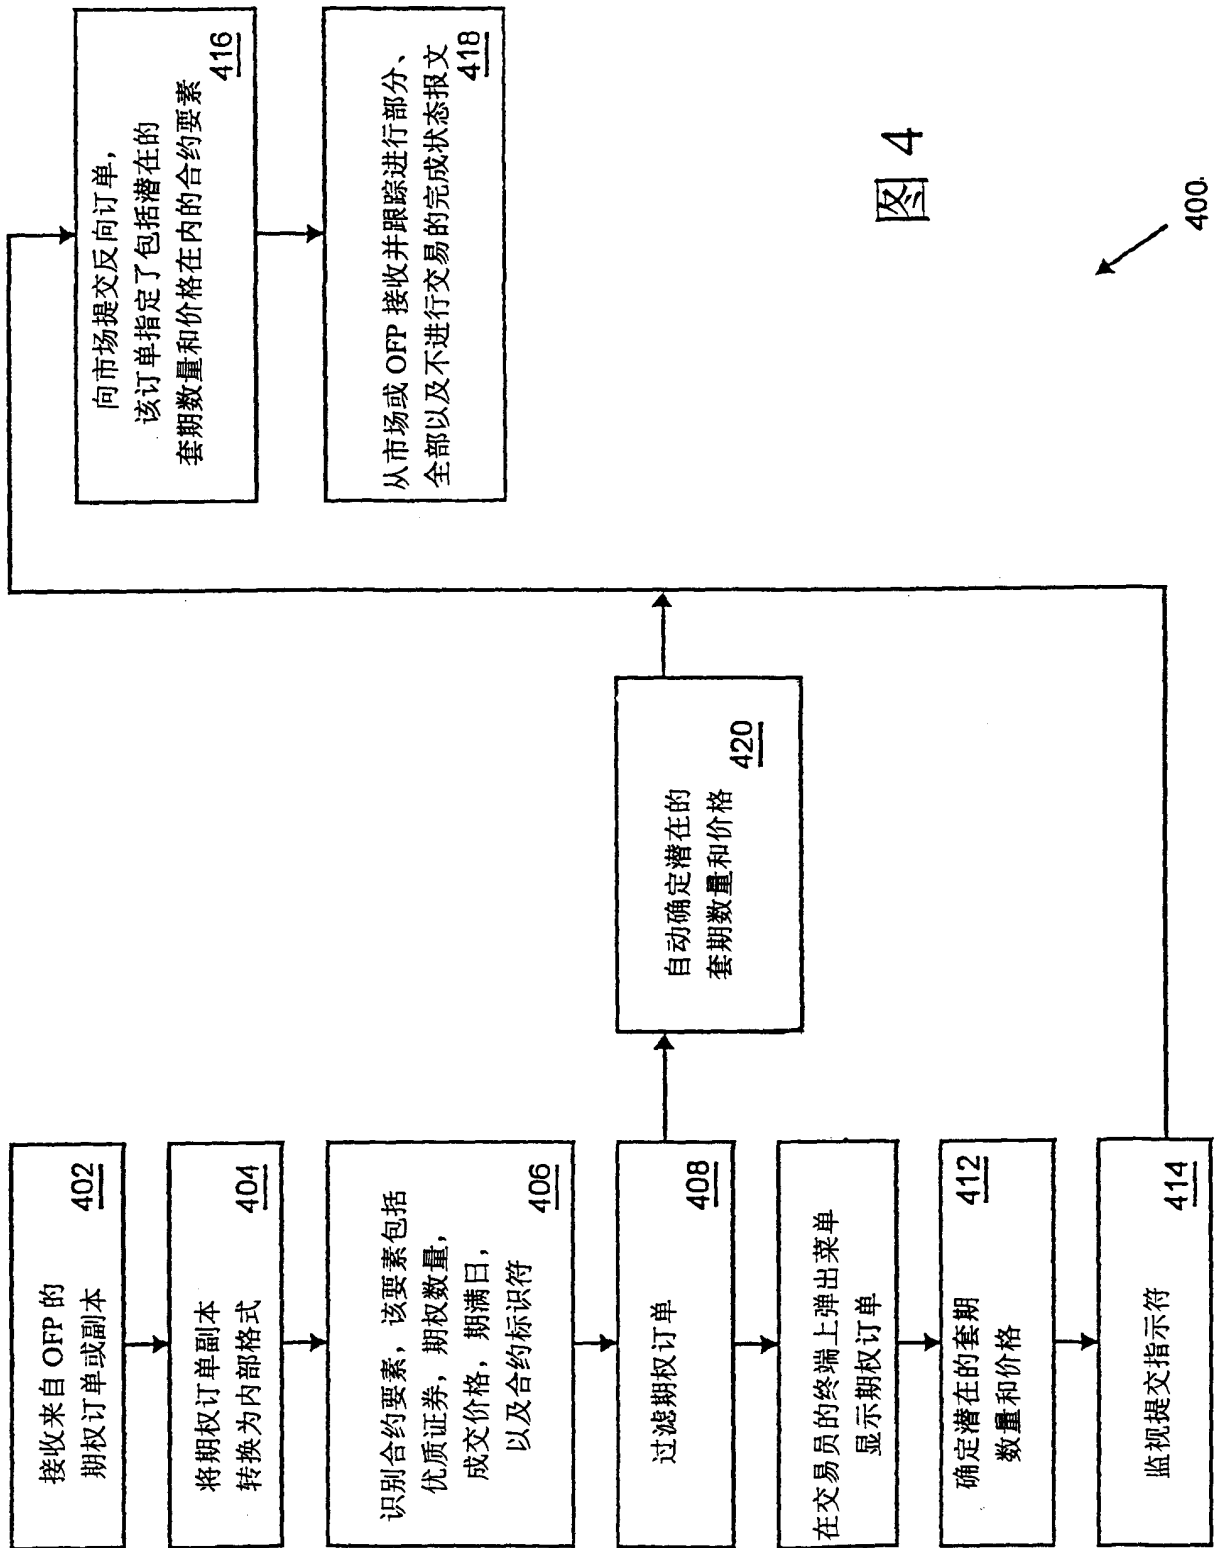 接收来自 OFP 的
期权订单或副本
402
将期权订单副本
转换为内部格式
404
识别合约要素，该要素包括
优质证券，期权数量，
成交价格，期满日，
以及合约标识符
406
过滤期权订单
408
在交易员的终端上弹出菜单
显示期权订单
确定潜在的套期
数量和价格
412
监视提交指示符
414
自动确定潜在的
套期数量和价格
420
向市场提交反向订单，
该订单指定了包括潜在的
套期数量和价格在内的合约要素
416
从市场或 OFP 接收并跟踪进行部分、
全部以及不进行交易的完成状态报文
418
图 4
400